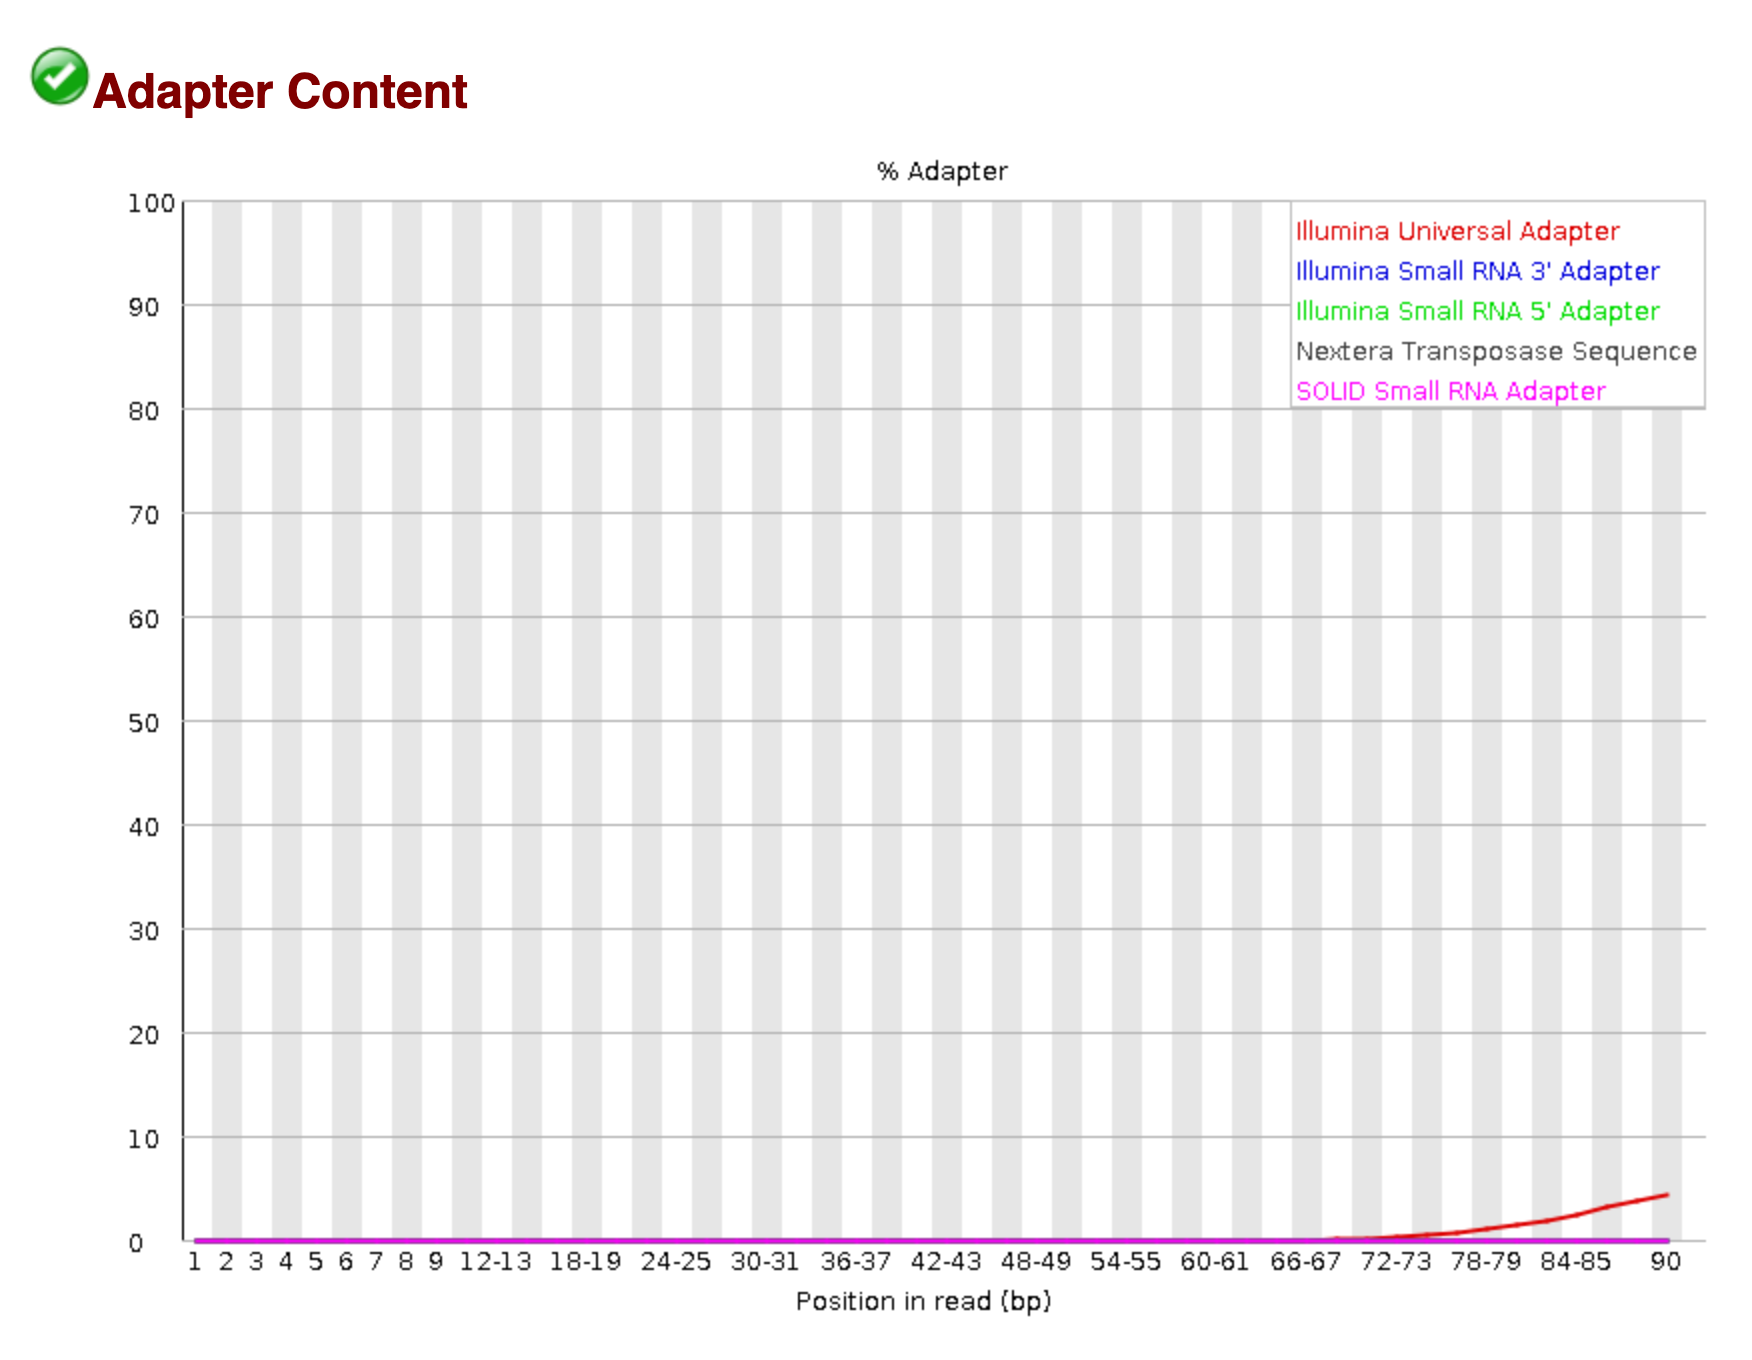 Adapter Content
% Adapter
100
90
80
70
60
50
40
30
20
10
0
Illumina Universal Adapter
Illumina Small RNA 3' Adapter
Illumina Small RNA 5' Adapter
Nextera Transposase Sequence
SOLID Small RNA Adapter
1 2 3 4 5 6 7 8 9 12-13 18-19 24-25 30-31 36-37 42-43 48-49 54-55 60-61 66-67 72-73 78-79 84-85 90
Position in read (bp)